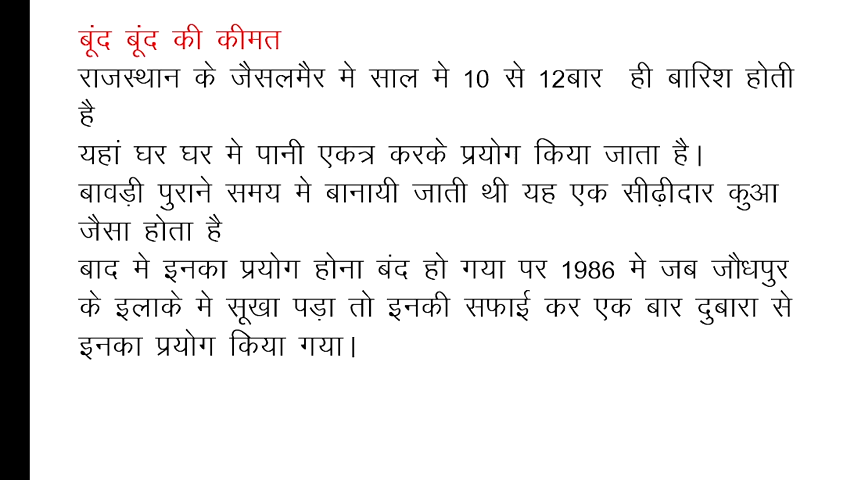 बूंद बूंद की कीमत
राजस्थान के जैसलमैर मे साल मे 10 से 12बार ही बारिश होती
है
यहां घर घर मे पानी एकत्र करके प्रयोग किया जाता है।
बावड़ी पुराने समय मे बानायी जाती थी यह एक सीढ़ीदार कुआ
जैसा होता है
बाद मे इनका प्रयोग होना बंद हो गया पर 1986 मे जब जौधपुर
के इलाके मे सूखा पड़ा तो इनकी सफाई कर एक बार दुबारा से
इनका प्रयोग किया गया।